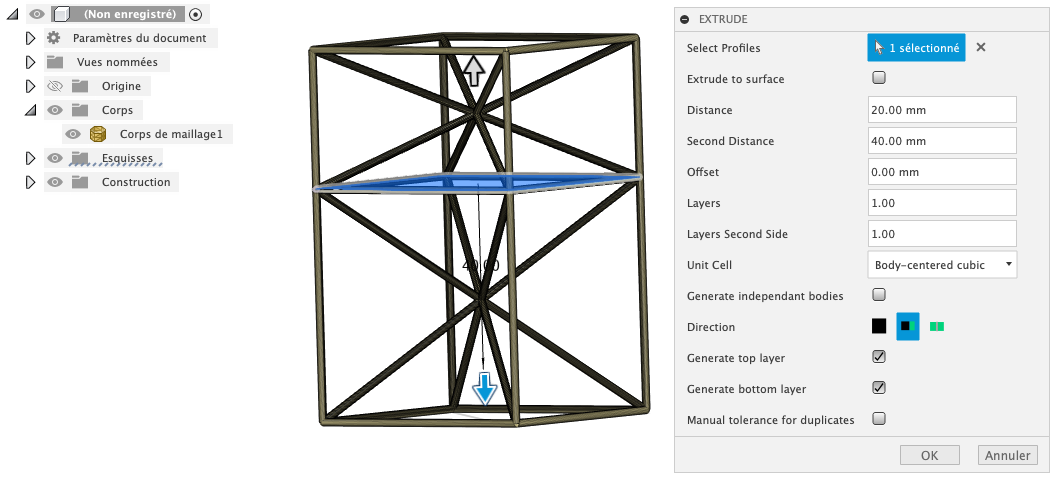 (Non enregistré)
Paramètres du document
Vues nommées
Origine
Corps
Corps de maillage1
Esquisses
Construction
40.00
EXTRUDE
Select Profiles 1 sélectionné
Extrude to surface
Distance 20.00 mm
Second Distance 40.00 mm
Offset 0.00 mm
Layers 1.00
Layers Second Side 1.00
Unit Cell Body-centered cubic
Generate independant bodies
Direction
Generate top layer
Generate bottom layer
Manual tolerance for duplicates
OK Annuler